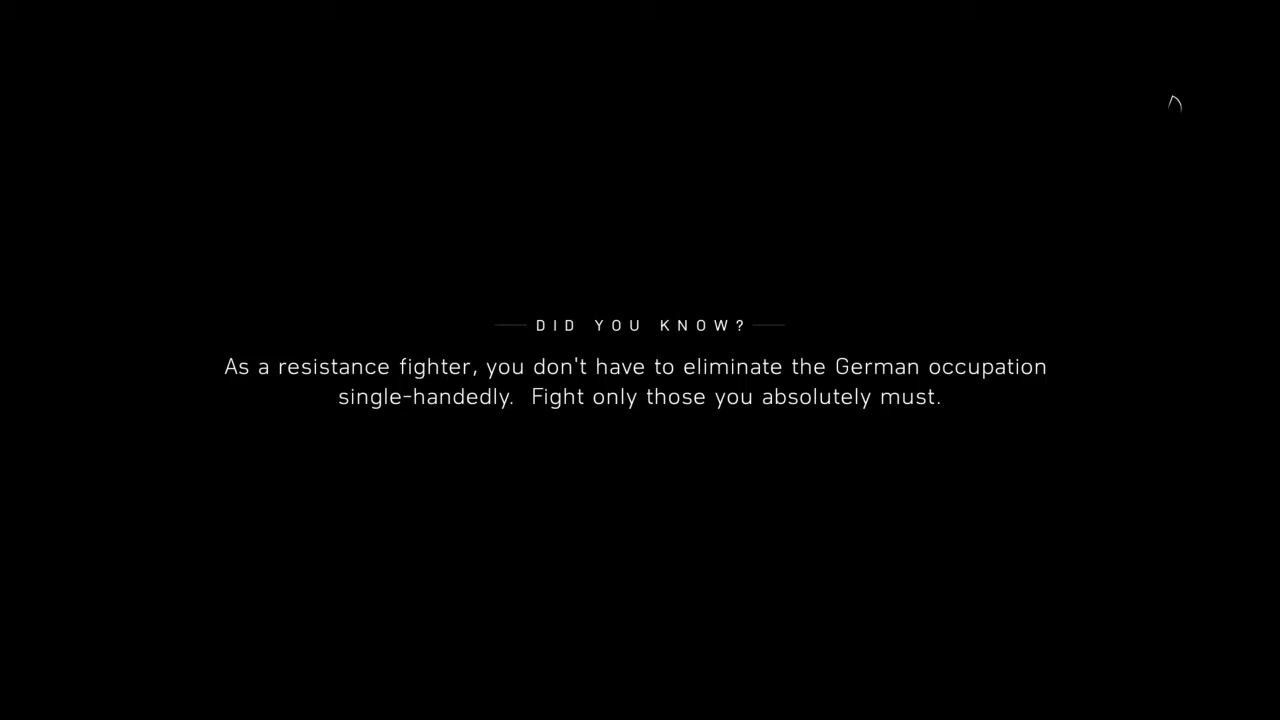 DID YOU KNOW?
As a resistance fighter, you don't have to eliminate the German occupation
single-handedly.  Fight only those you absolutely must.